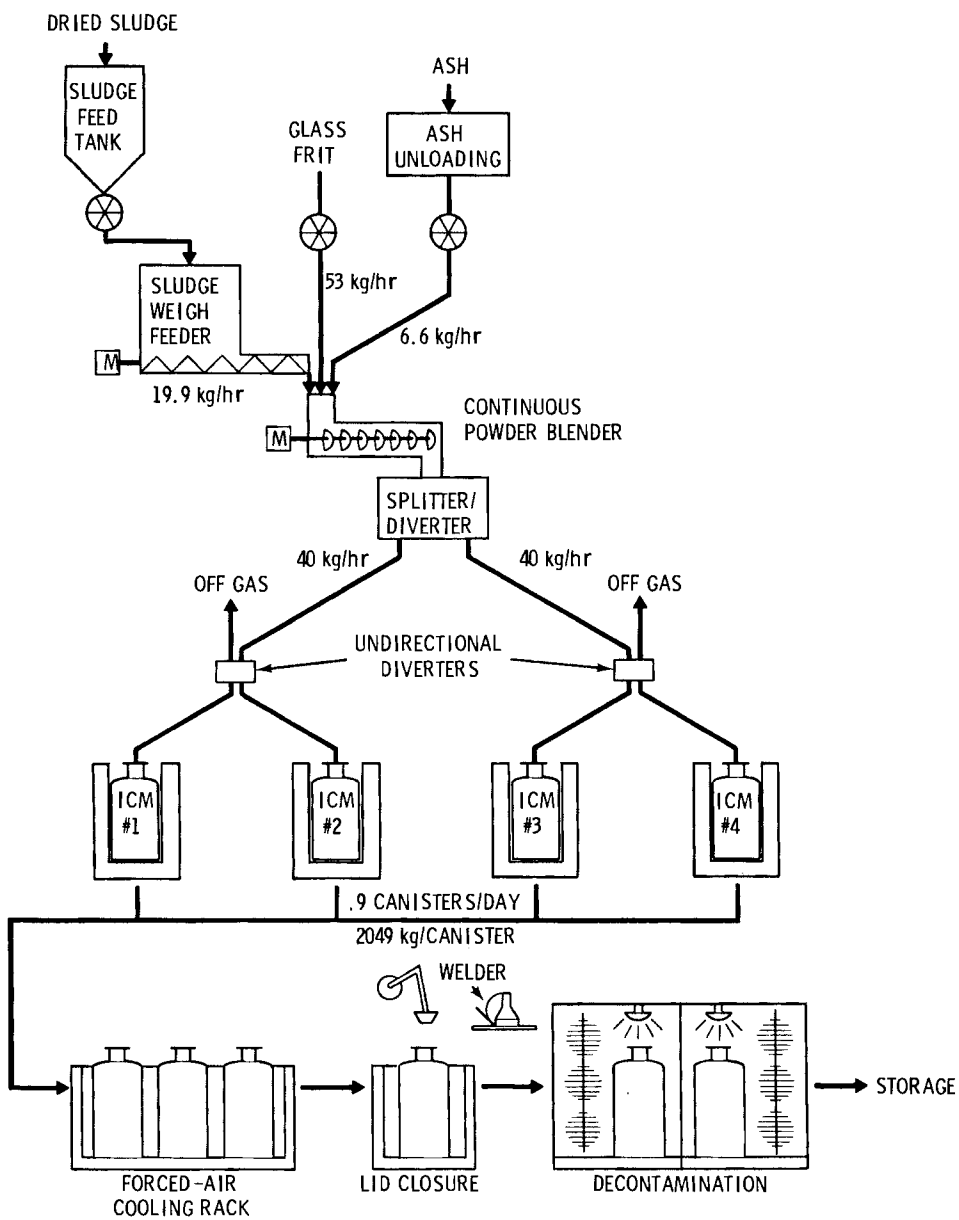 DRIED SLUDGE
SLUDGE
FEED
TANK
ASH
ASH
UNLOADING
GLASS
FRIT
53 kg/hr
6.6 kg/hr
SLUDGE
WEIGH
FEEDER
M
19.9 kg/hr
CONTINUOUS
POWDER BLENDER
M
SPLITTER/
DIVERTER
40 kg/hr
40 kg/hr
OFF GAS
OFF GAS
UNDIRECTIONAL
DIVERTERS
ICM
#1
ICM
#2
ICM
#3
ICM
#4
.9 CANISTERS/DAY
2049 kg/CANISTER
WELDER
STORAGE
FORCED-AIR
COOLING RACK
LID CLOSURE
DECONTAMINATION